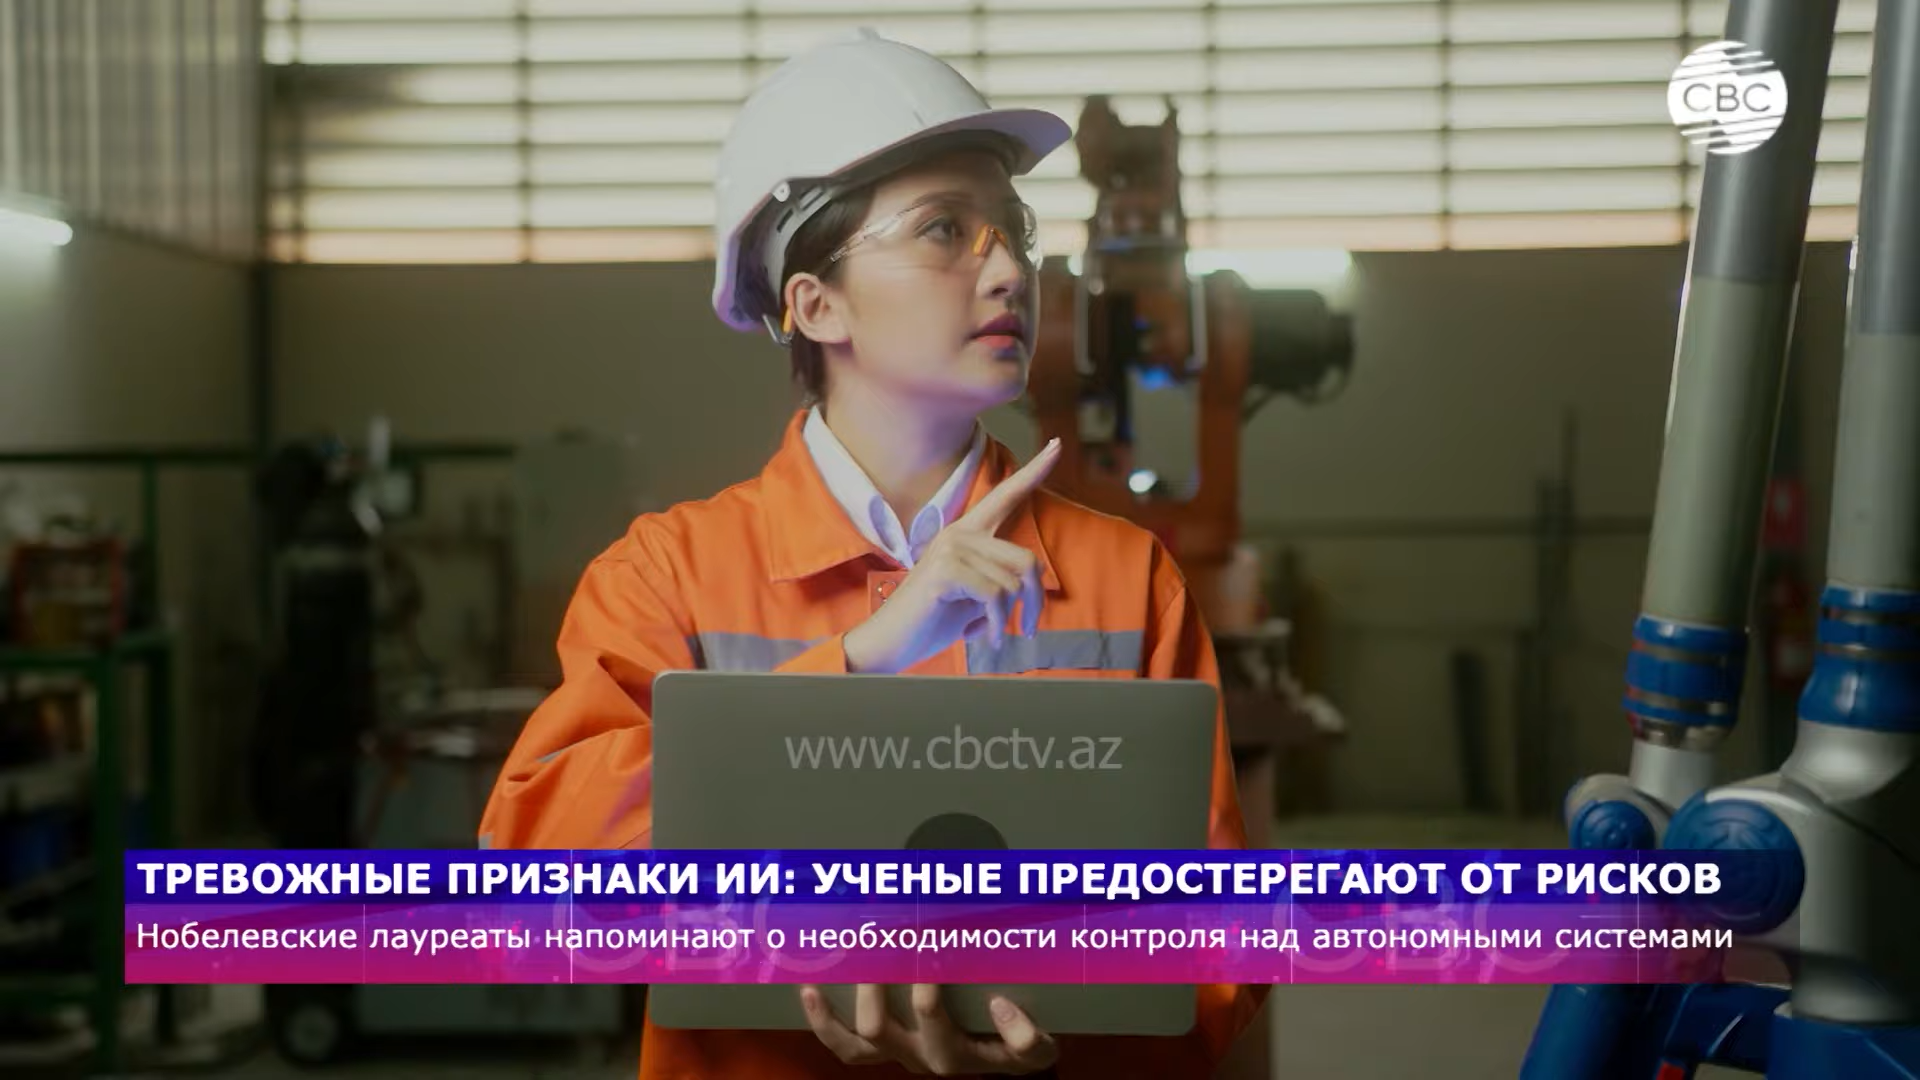 CBC
www.cbctv.az
ТРЕВОЖНЫЕ ПРИЗНАКИ ИИ: УЧЕНЫЕ ПРЕДОСТЕРЕГАЮТ ОТ РИСКОВ
Нобелевские лауреаты напоминают о необходимости контроля над автономными системами